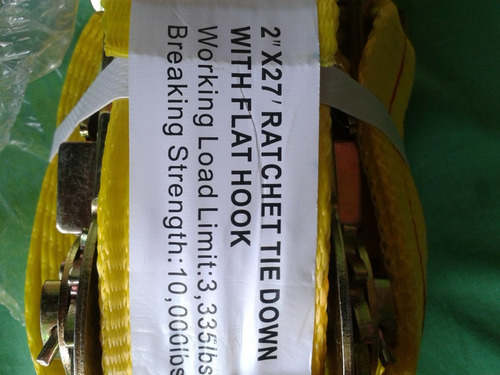 2" X27' RATCHET TIE DOWN
WITH FLAT HOOK
Working Load Limit:3,335lbs
Breaking Strength:10,000lbs